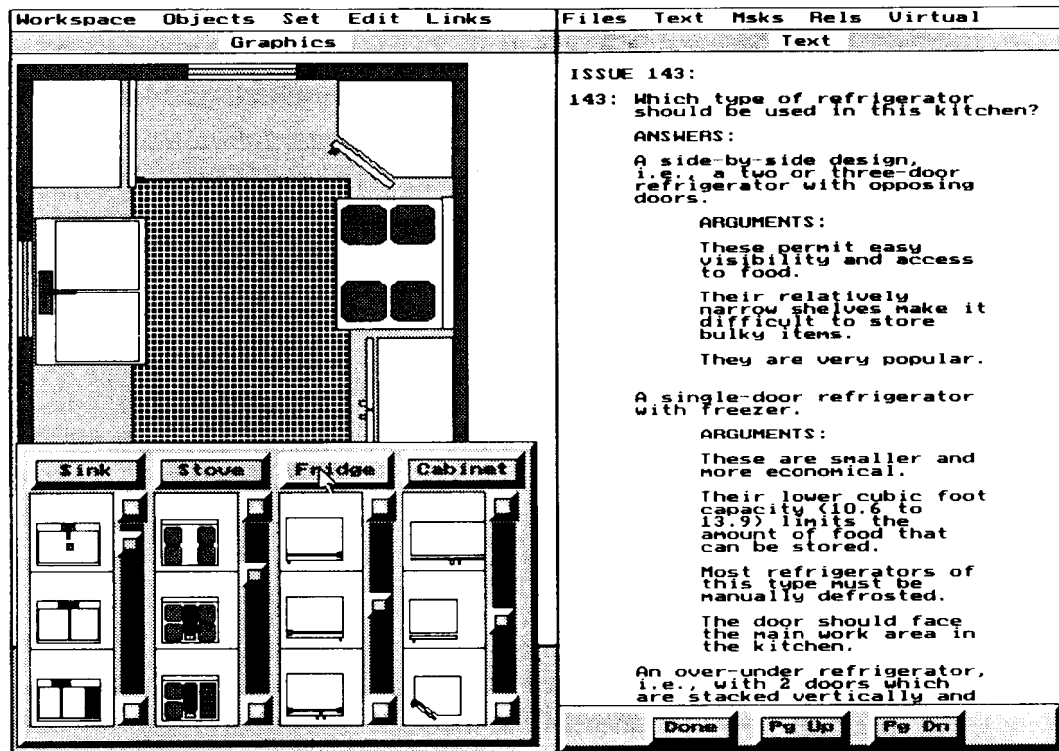 Workspace Objects Set Edit Links
Graphics
Sink Stove Fridge Cabinet
Files Text Msks Rels Virtual
Text
ISSUE 143:
143: Which type of refrigerator
should be used in this kitchen?
ANSWERS:
A side-by-side design,
i.e., a two or three-door
refrigerator with opposing
doors.
ARGUMENTS:
These permit easy
visibility and access
to food.
Their relatively
narrow shelves make it
difficult to store
bulky items.
They are very popular.
A single-door refrigerator
with freezer.
ARGUMENTS:
These are smaller and
more economical.
Their lower cubic foot
capacity (10.6 to
13.9) limits the
amount of food that
can be stored.
Most refrigerators of
this type must be
manually defrosted.
The door should face
the main work area in
the kitchen.
An over-under refrigerator,
i.e., with 2 doors which
are stacked vertically and
Done Pg Up Pg Dn